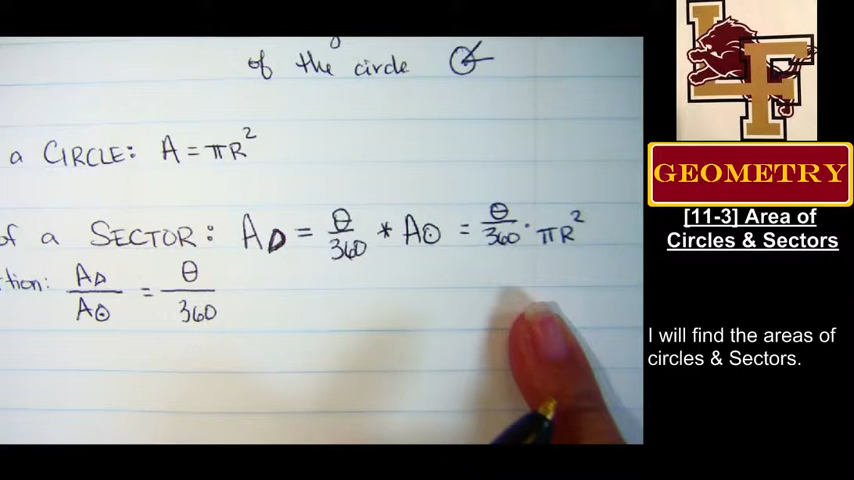 of the circle
a CIRCLE: A = πR²
of a SECTOR: A⌓ = θ/360 * A⊙ = θ/360 · πR²
tion: A⌓/A⊙ = θ/360
LF
GEOMETRY
[11-3] Area of
Circles & Sectors
I will find the areas of
circles & Sectors.